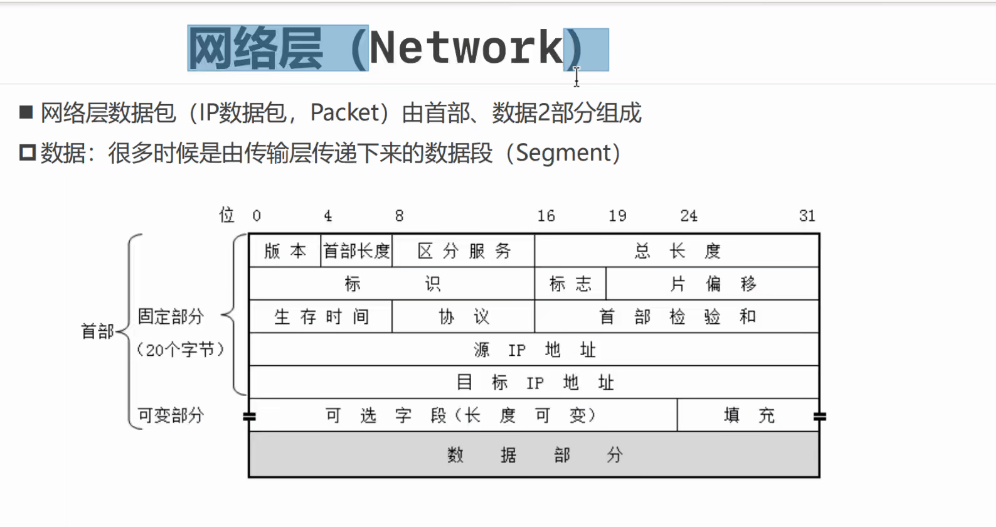 网络层（Network）
■ 网络层数据包（IP数据包，Packet）由首部、数据2部分组成
数据：很多时候是由传输层传递下来的数据段（Segment）
位 0 4 8 16 19 24 31
版本 首部长度 区分服务 总长度
标识 标志 片偏移
生存时间 协议 首部检验和
源IP地址
目标IP地址
可选字段（长度可变） 填充
数据部分
首部
固定部分
（20个字节）
可变部分